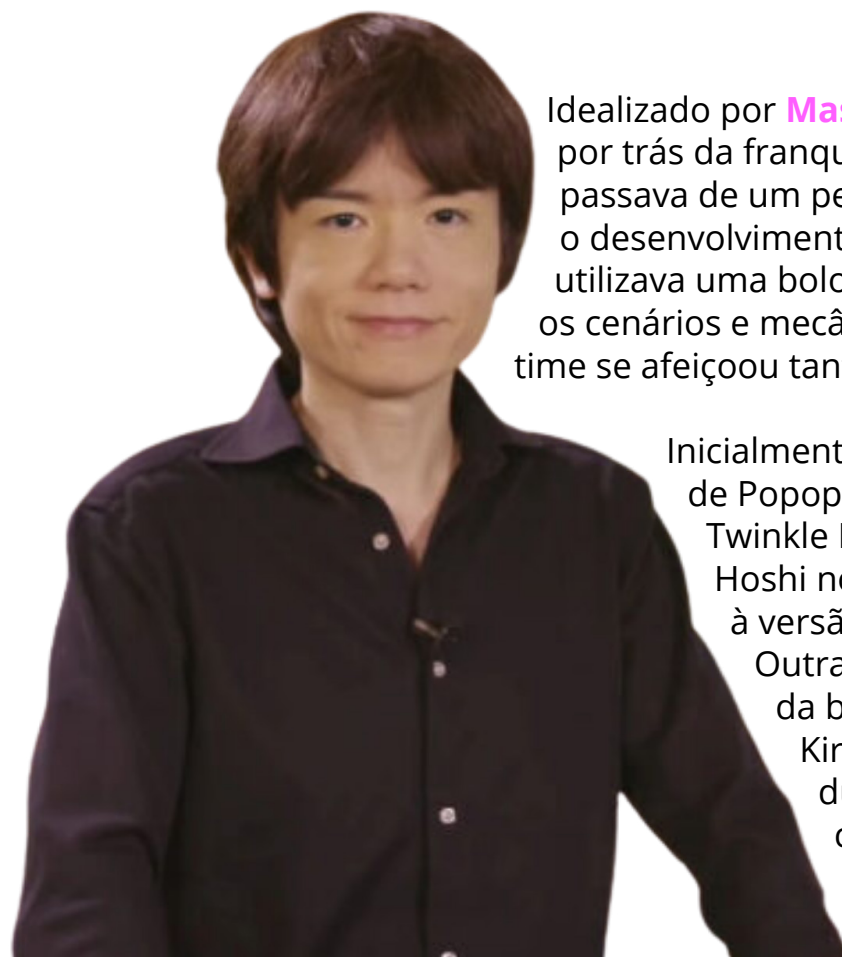 Idealizado por Mas
por trás da franqu
passava de um pe
o desenvolviment
utilizava uma bolo
os cenários e mecâ
time se afeiçoou tan
Inicialment
de Popop
Twinkle
Hoshi no
à versã
Outra
da b
Kir
du